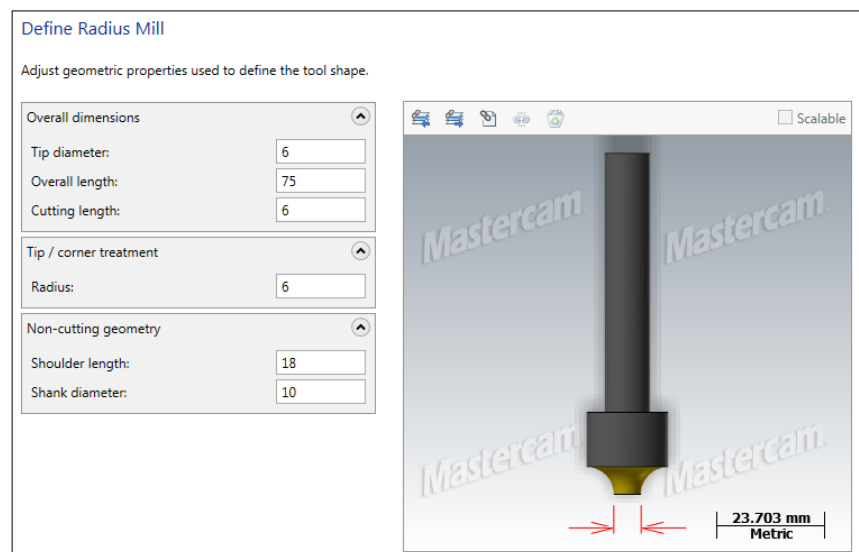 Define Radius Mill
Adjust geometric properties used to define the tool shape.
Overall dimensions
Tip diameter: 6
Overall length: 75
Cutting length: 6
Tip / corner treatment
Radius: 6
Non-cutting geometry
Shoulder length: 18
Shank diameter: 10
Scalable
Mastercam
Mastercam
Mastercam
Mastercam
23.703 mm
Metric